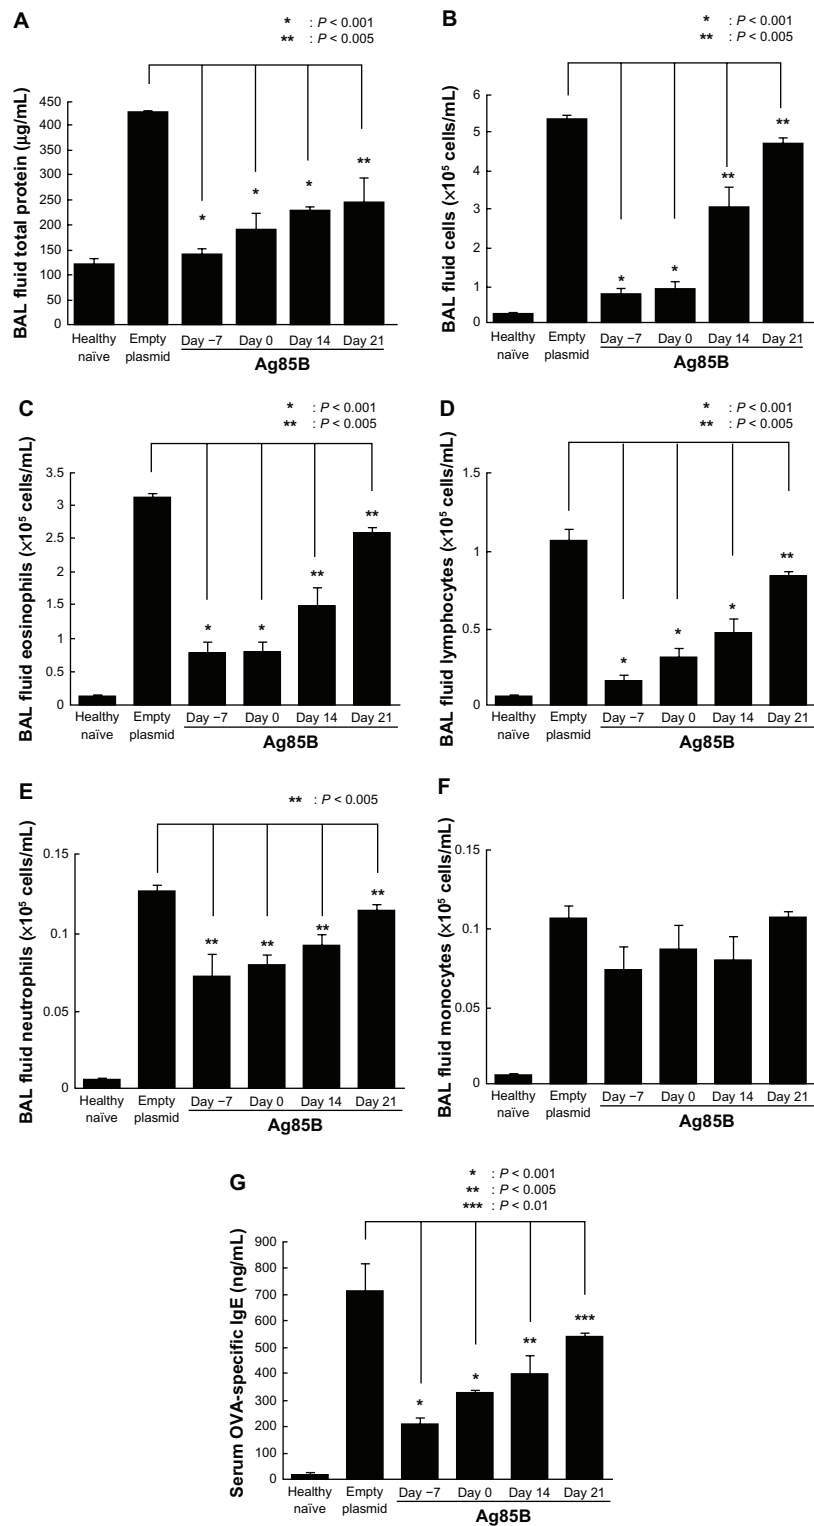 A
* : P < 0.001
** : P < 0.005
BAL fluid total protein (µg/mL)
450
400
350
300
250
200
150
100
50
0
*
*
*
**
Healthy naïve
Empty plasmid
Day −7
Day 0
Day 14
Day 21
Ag85B
B
* : P < 0.001
** : P < 0.005
BAL fluid cells (×10⁵ cells/mL)
6
5
4
3
2
1
0
*
*
**
**
Healthy naïve
Empty plasmid
Day −7
Day 0
Day 14
Day 21
Ag85B
C
* : P < 0.001
** : P < 0.005
BAL fluid eosinophils (×10⁵ cells/mL)
3.5
3
2.5
2
1.5
1
0.5
0
*
*
**
**
Healthy naïve
Empty plasmid
Day −7
Day 0
Day 14
Day 21
Ag85B
D
* : P < 0.001
** : P < 0.005
BAL fluid lymphocytes (×10⁵ cells/mL)
1.5
1
0.5
0
*
*
*
**
Healthy naïve
Empty plasmid
Day −7
Day 0
Day 14
Day 21
Ag85B
E
** : P < 0.005
BAL fluid neutrophils (×10⁵ cells/mL)
0.15
0.1
0.05
0
**
**
**
**
Healthy naïve
Empty plasmid
Day −7
Day 0
Day 14
Day 21
Ag85B
F
BAL fluid monocytes (×10⁵ cells/mL)
0.15
0.1
0.05
0
Healthy naïve
Empty plasmid
Day −7
Day 0
Day 14
Day 21
Ag85B
G
* : P < 0.001
** : P < 0.005
*** : P < 0.01
Serum OVA-specific IgE (ng/mL)
900
800
700
600
500
400
300
200
100
0
*
*
**
***
Healthy naïve
Empty plasmid
Day −7
Day 0
Day 14
Day 21
Ag85B